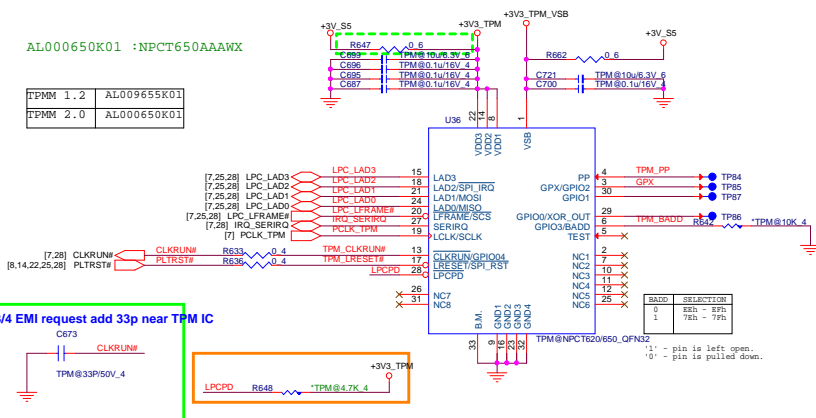 +3V_S5
+3V3_TPM
+3V3_TPM_VSB
+3V_S5
AL000650K01 :NPCT650AAAWX
R647 0_6
C693 TPM@10u/6.3V_6
C696 TPM@0.1u/16V_4
C695 TPM@0.1u/16V_4
C687 TPM@0.1u/16V_4
R662 0_6
C721 TPM@10u/6.3V_6
C700 TPM@0.1u/16V_4
TPMM 1.2 AL009655K01
TPMM 2.0 AL000650K01
U36
22 14 8 1
VDD3 VDD2 VDD1 VSB
[7,25,28] LPC_LAD3 LPC_LAD3 15 LAD3
[7,25,28] LPC_LAD2 LPC_LAD2 18 LAD2/SPI_IRQ
[7,25,28] LPC_LAD1 LPC_LAD1 21 LAD1/MOSI
[7,25,28] LPC_LAD0 LPC_LAD0 24 LAD0/MISO
[7,25,28] LPC_LFRAME# LPC_LFRAME# 20 LFRAME/SCS
[7,28] IRQ_SERIRQ IRQ_SERIRQ 27 SERIRQ
[7] PCLK_TPM PCLK_TPM 19 LCLK/SCLK
[7,28] CLKRUN# CLKRUN# R633 0_4 TPM_CLKRUN# 13 CLKRUN/GPIO04
[8,14,22,25,28] PLTRST# PLTRST# R636 0_4 TPM_LRESET# 17 LRESET/SPI_RST
LPCPD 28 LPCPD
26 NC7
31 NC8
PP 4 TPM_PP TP84
GPX/GPIO2 3 GPX TP85
GPIO1 30 TP87
GPIO0/XOR_OUT 29 TP86
GPIO3/BADD 6 TPM_BADD R642 *TPM@10K_4
TEST 5
NC1 2
NC2 7
NC3 10
NC4 11
NC5 12
NC6 25
B.M. GND1 GND2 GND3 GND4
33 9 16 23 32
TPM@NPCT620/650_QFN32
BADD SELECTION
0 EEh - EFh
1 7Eh - 7Fh
'1' - pin is left open.
'0' - pin is pulled down.
/4 EMI request add 33p near TPM IC
C673
CLKRUN#
TPM@33P/50V_4
+3V3_TPM
LPCPD R648 *TPM@4.7K_4